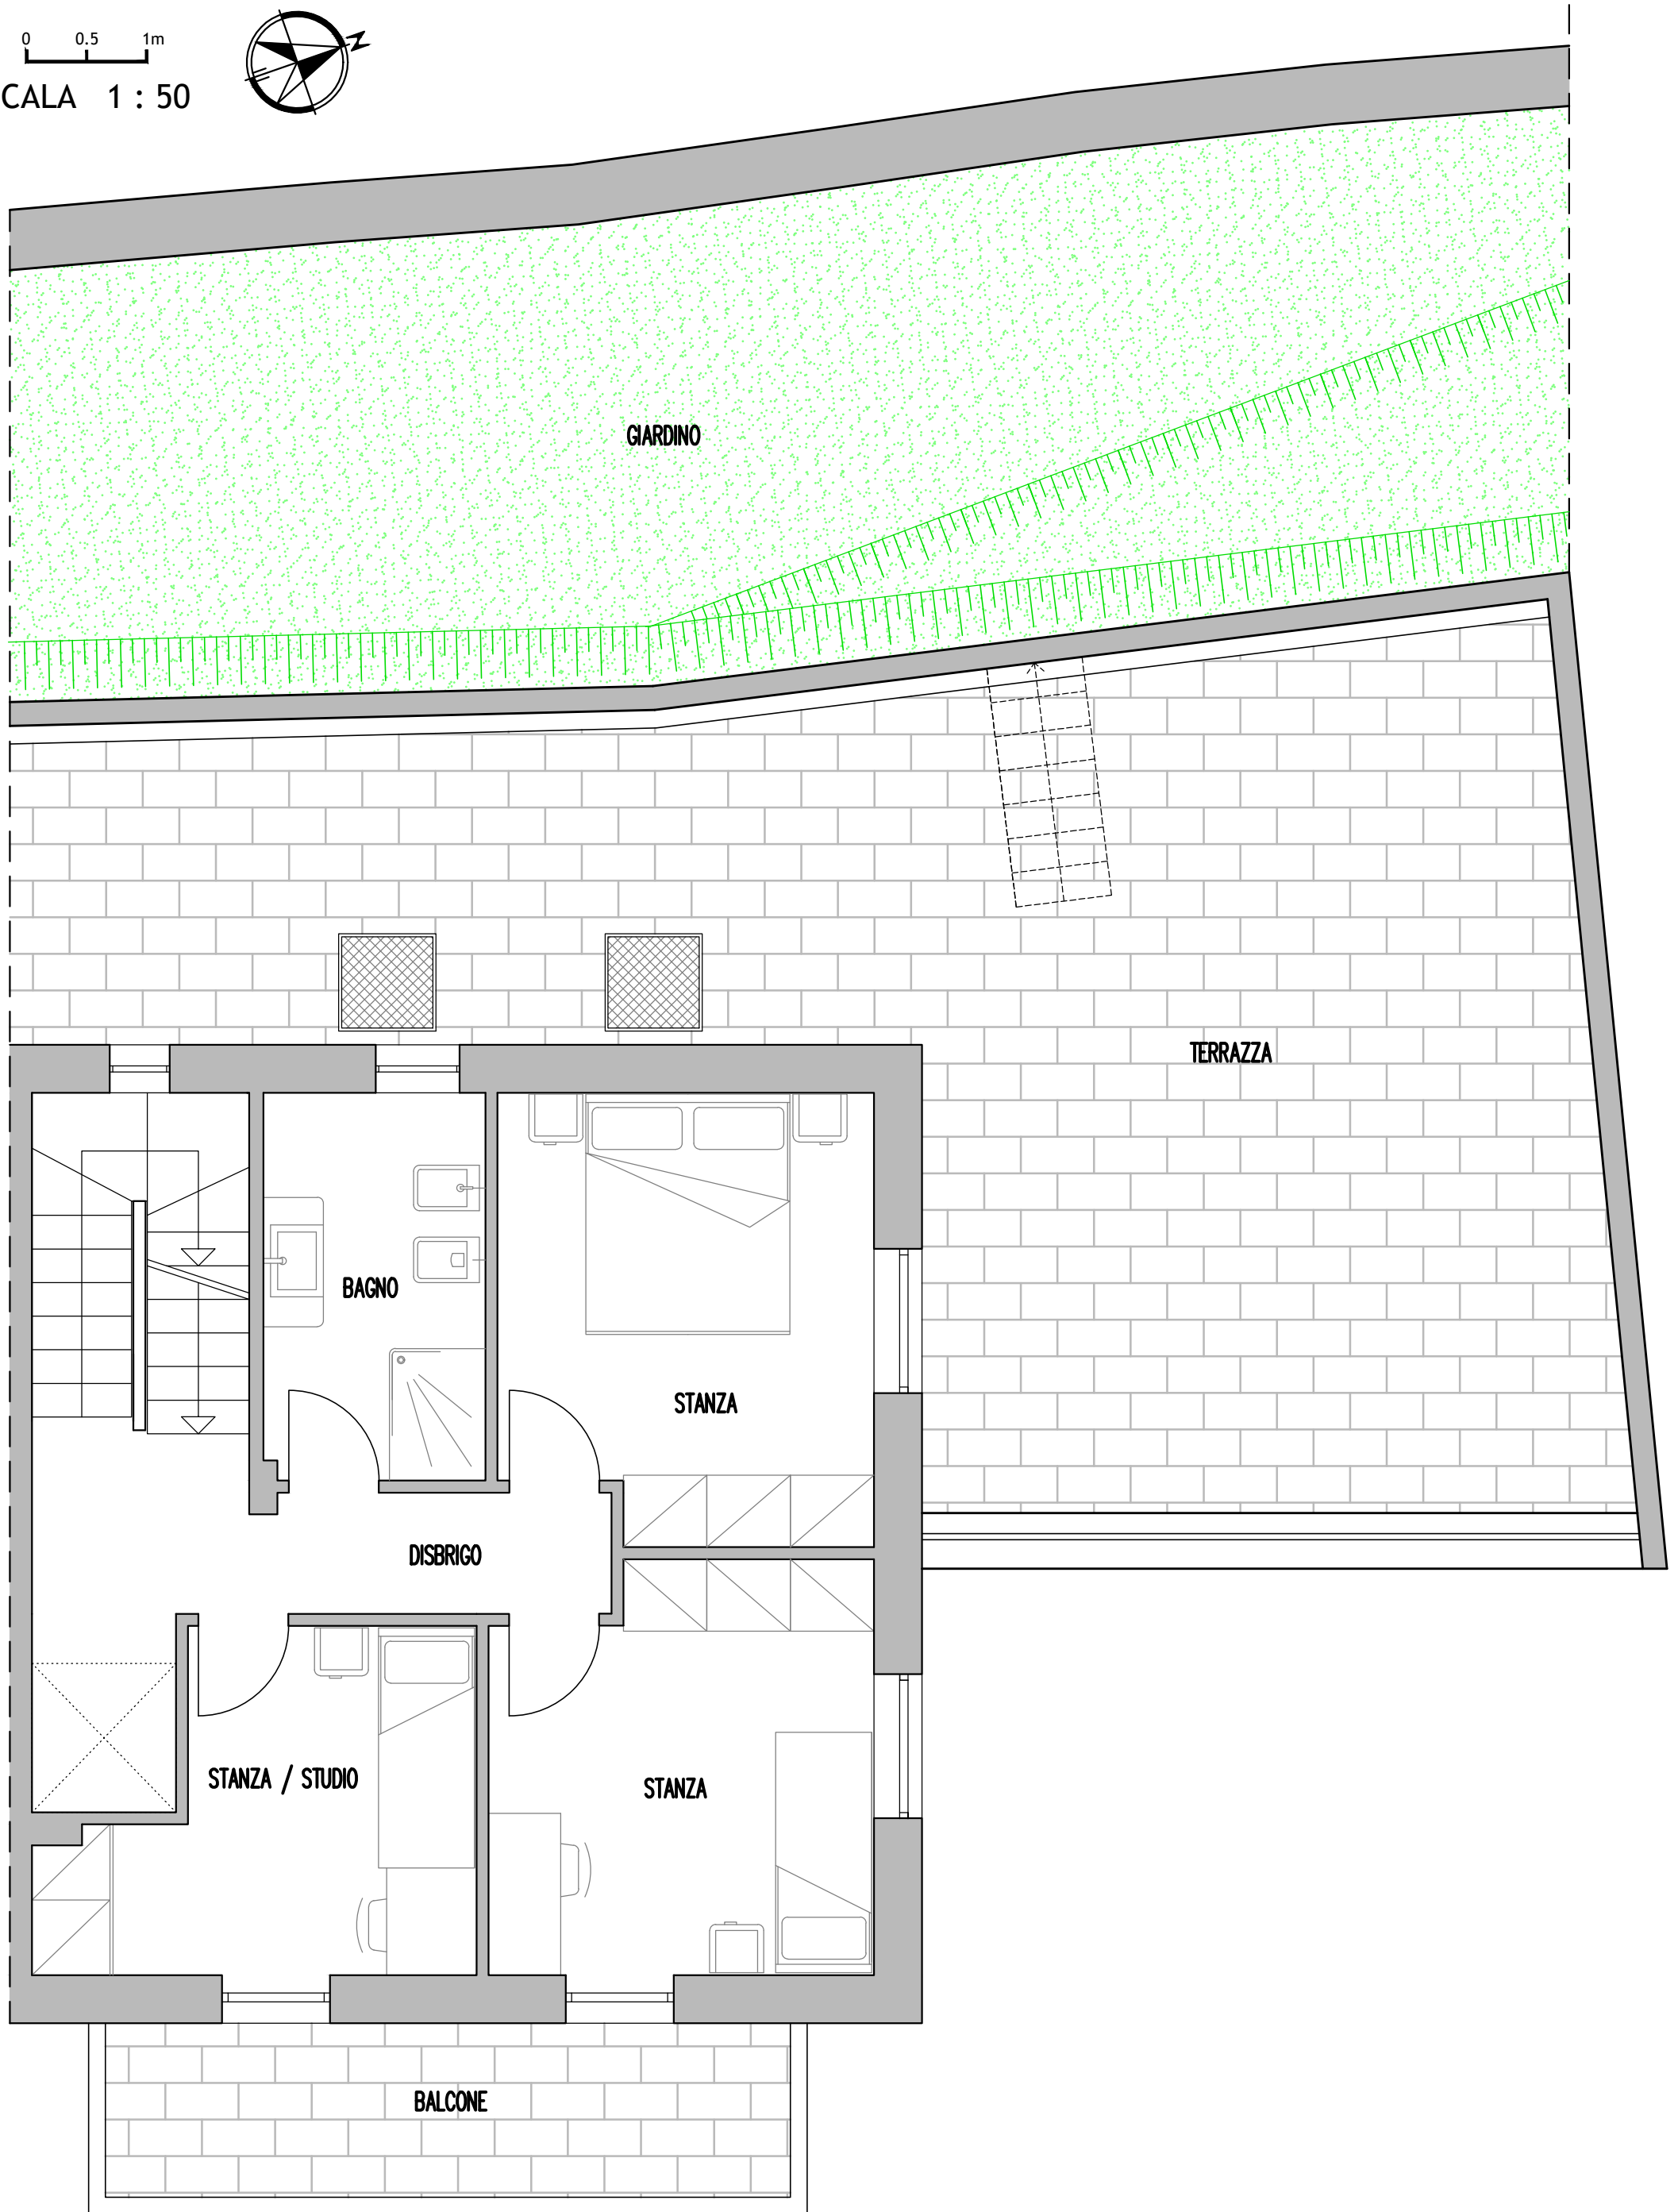 0 0.5 1m
CALA 1 : 50
N
GIARDINO
TERRAZZA
BAGNO
STANZA
DISBRIGO
STANZA / STUDIO
STANZA
BALCONE